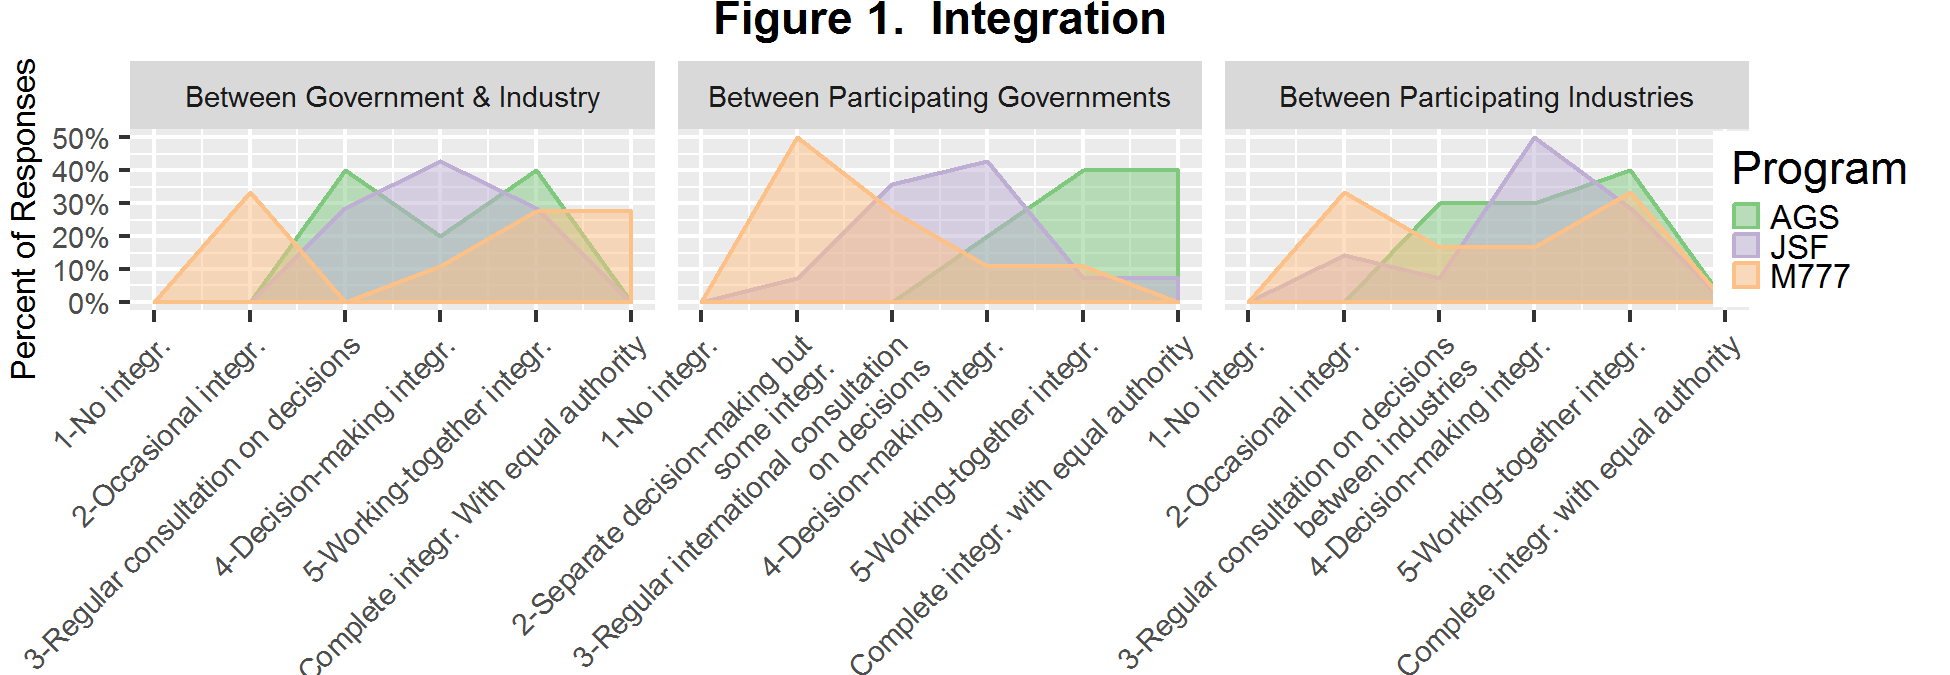 Figure 1.  Integration
Between Government & Industry
Between Participating Governments
Between Participating Industries
Percent of Responses
50%
40%
30%
20%
10%
0%
1-No integr.
2-Occasional integr.
3-Regular consultation on decisions
4-Decision-making integr.
5-Working-together integr.
Complete integr. With equal authority
1-No integr.
2-Separate decision-making but
some integr.
3-Regular international consultation
on decisions
4-Decision-making integr.
5-Working-together integr.
Complete integr. with equal authority
1-No integr.
2-Occasional integr.
3-Regular consultation on decisions
between industries
4-Decision-making integr.
5-Working-together integr.
Complete integr. with equal authority
Program
AGS
JSF
M777